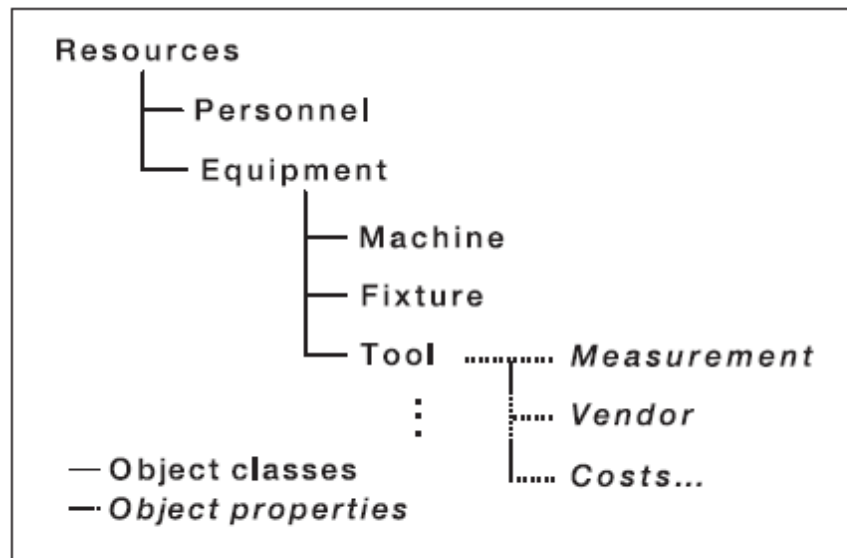 Resources
Personnel
Equipment
Machine
Fixture
Tool
Measurement
Vendor
Costs...
Object classes
Object properties